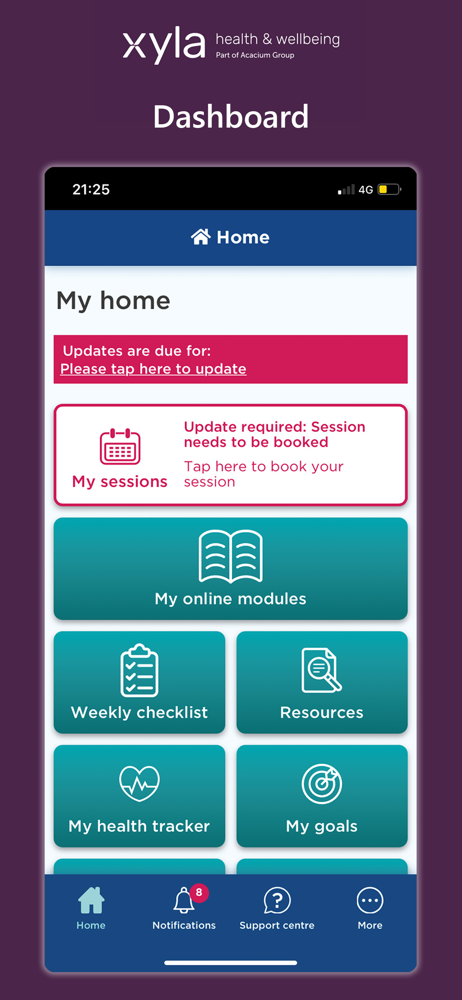 xyla health & wellbeing
Part of Acacium Group
Dashboard
21:25 4G
Home
My home
Updates are due for:
Please tap here to update
My sessions
Update required: Session
needs to be booked
Tap here to book your
session
My online modules
Weekly checklist
Resources
My health tracker
My goals
8
Home
Notifications
?
Support centre
More